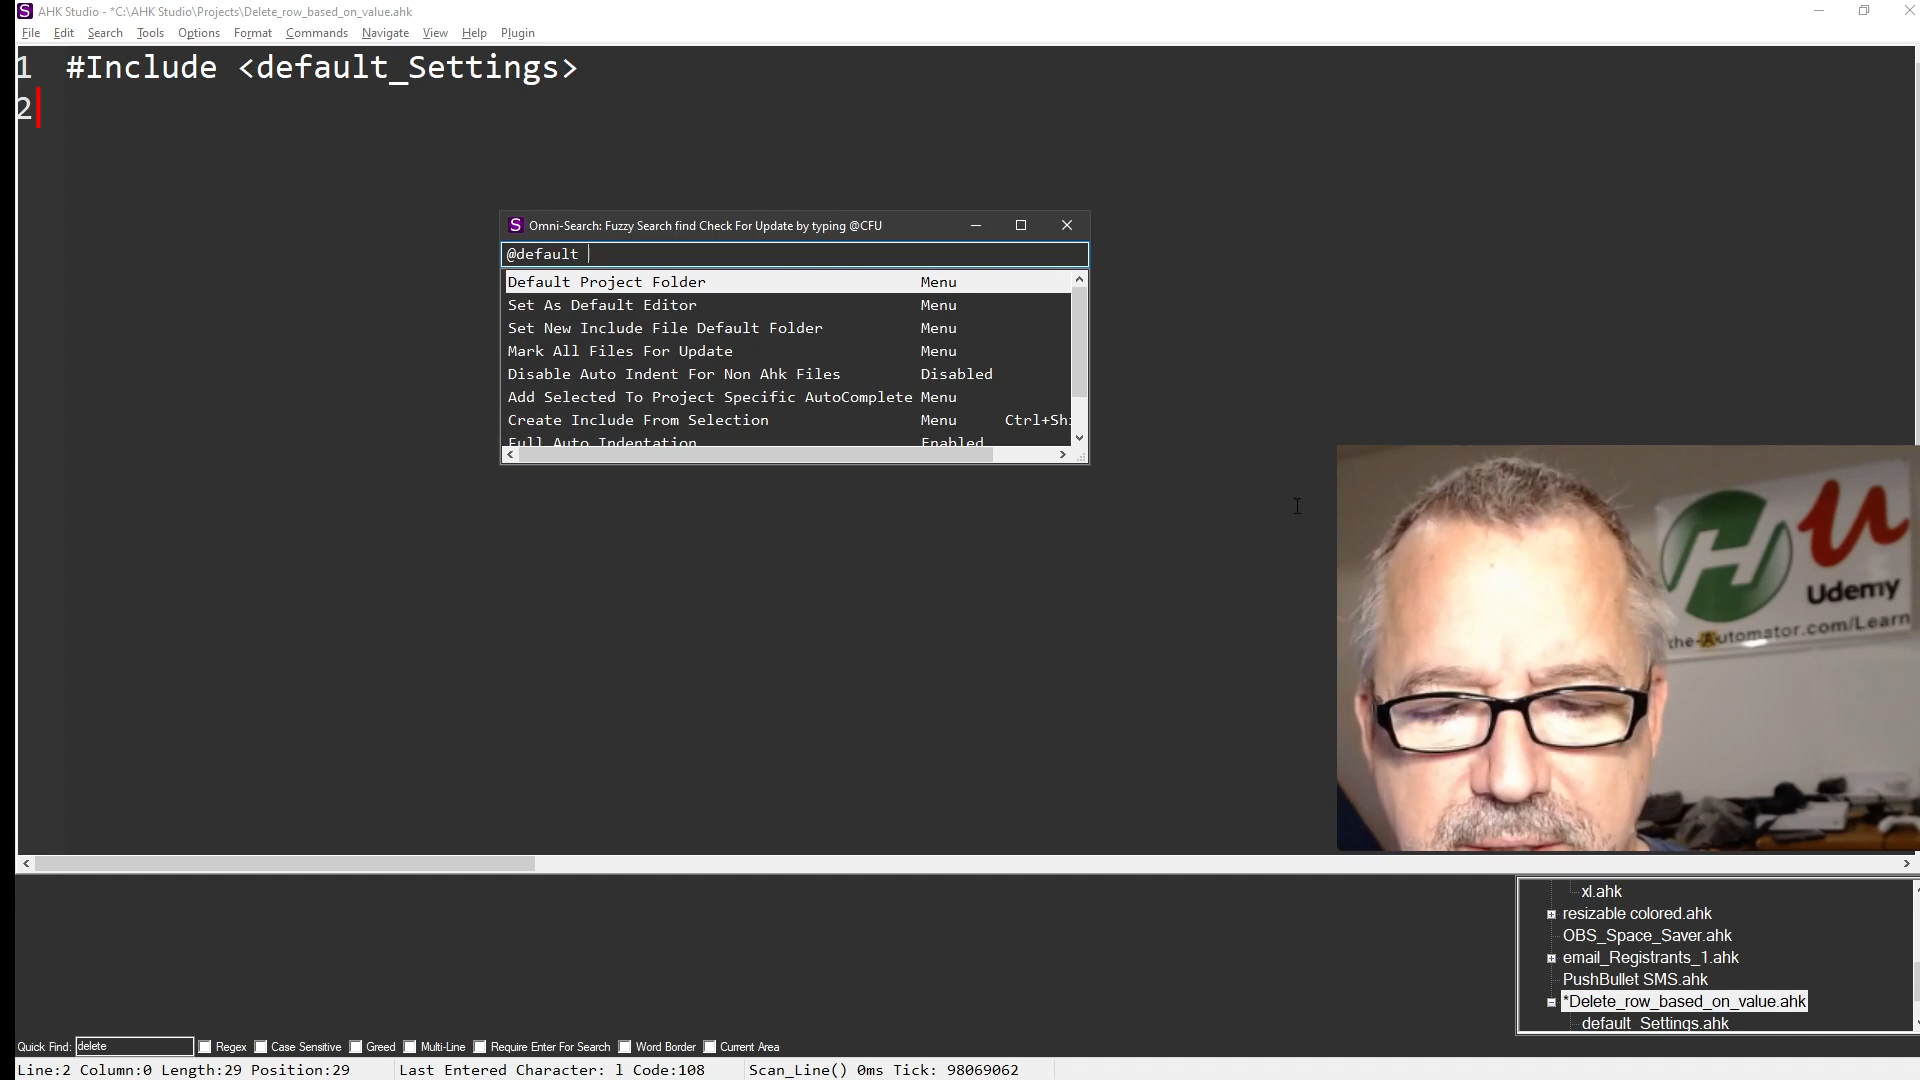 AHK Studio - *C:\AHK Studio\Projects\Delete_row_based_on_value.ahk
File Edit Search Tools Options Format Commands Navigate View Help Plugin
1 #Include <default_Settings>
2
Omni-Search: Fuzzy Search find Check For Update by typing @CFU
@default
Default Project Folder Menu
Set As Default Editor Menu
Set New Include File Default Folder Menu
Mark All Files For Update Menu
Disable Auto Indent For Non Ahk Files Disabled
Add Selected To Project Specific AutoComplete Menu
Create Include From Selection Menu Ctrl+Shi
Full Auto Indentation Enabled
Udemy
the-Automator.com/Learn
xl.ahk
resizable colored.ahk
OBS_Space_Saver.ahk
email_Registrants_1.ahk
PushBullet SMS.ahk
*Delete_row_based_on_value.ahk
default_Settings.ahk
Quick Find: delete Regex Case Sensitive Greed Multi-Line Require Enter For Search Word Border Current Area
Line:2 Column:0 Length:29 Position:29 Last Entered Character: l Code:108 Scan_Line() 0ms Tick: 98069062